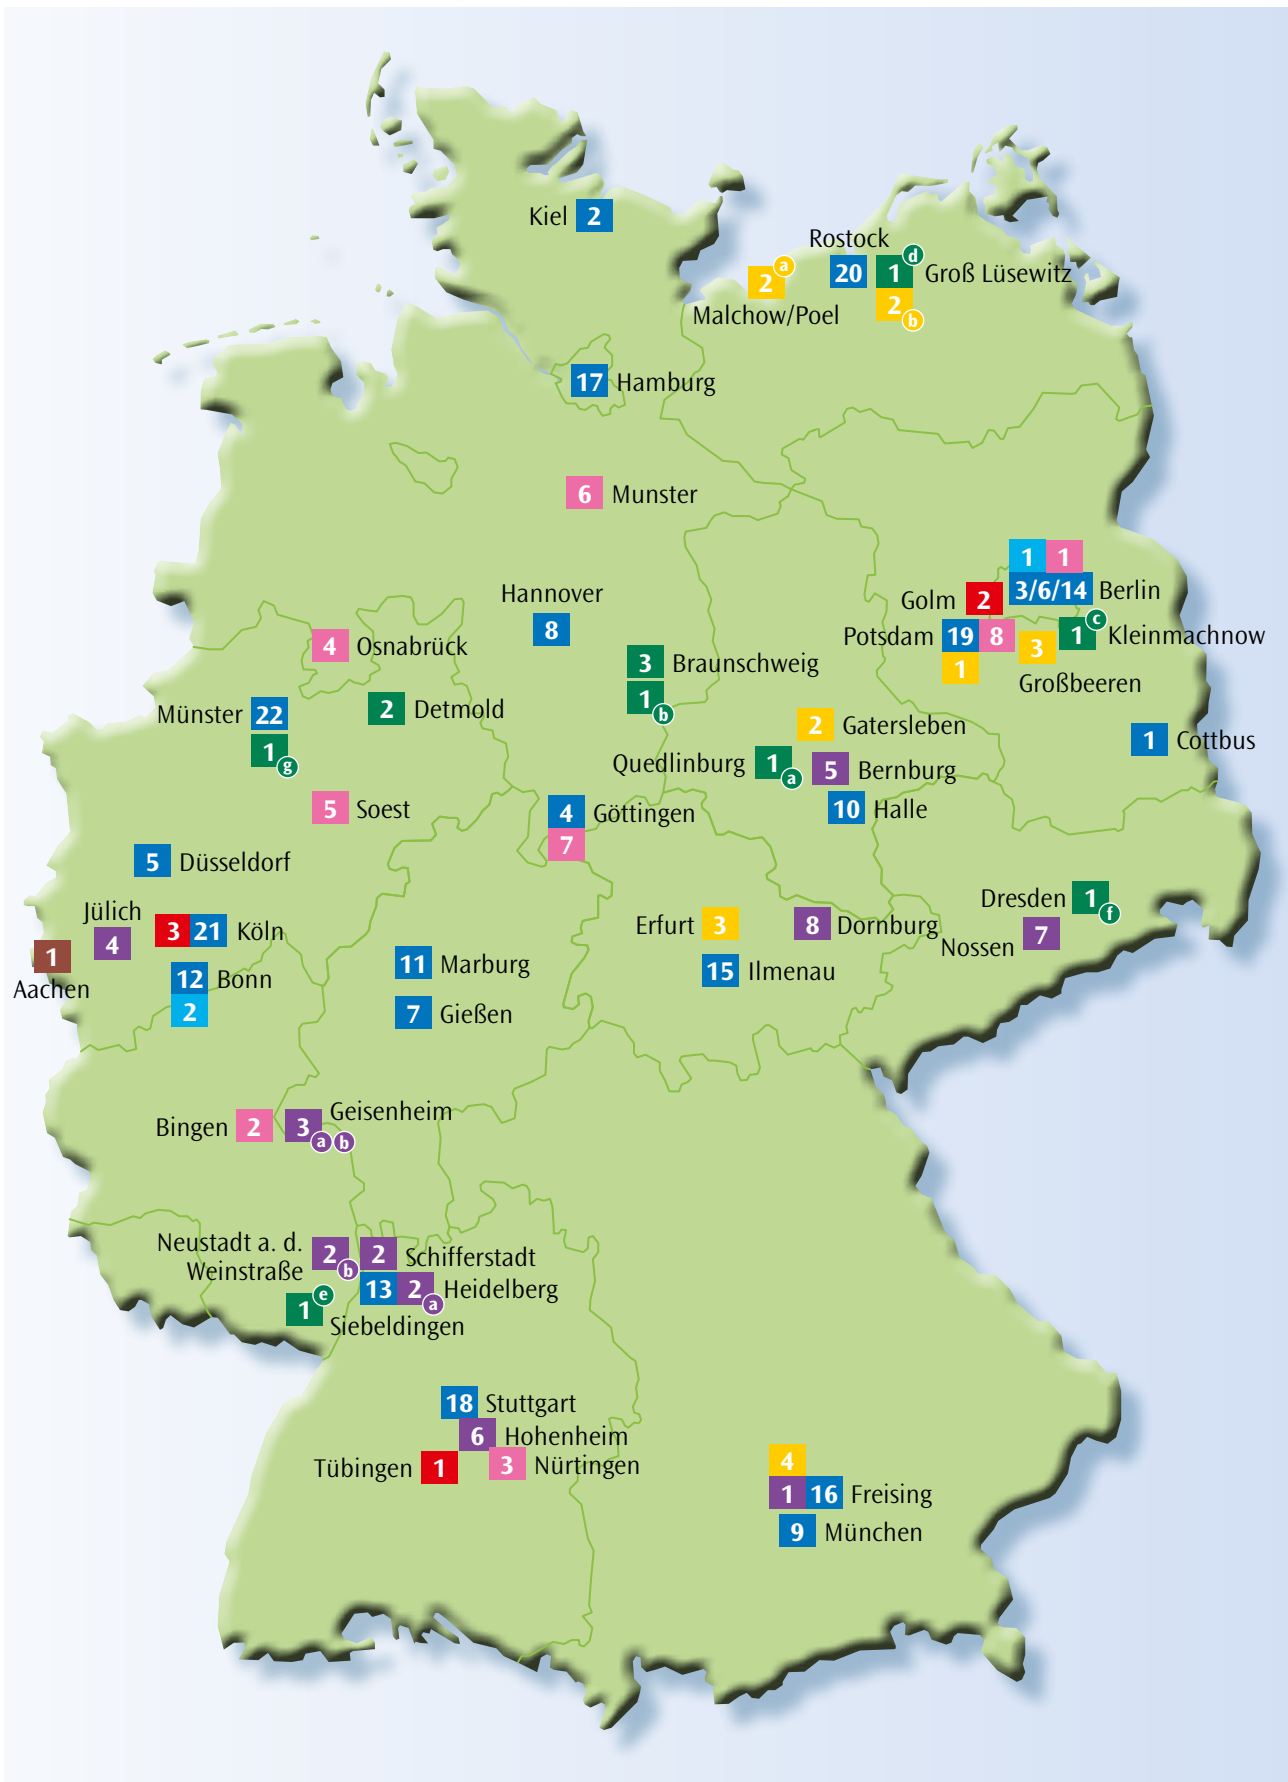 Kiel 2
Rostock
20
1 d
Groß Lüsewitz
2 a
Malchow/Poel
2 b
17 Hamburg
6 Munster
1 1
3/6/14 Berlin
Golm 2
Hannover
8
Potsdam 19 8
1
3
Großbeeren
1 c
Kleinmachnow
4 Osnabrück
3 Braunschweig
1 b
Münster 22
1 g
2 Detmold
2 Gatersleben
1 Cottbus
Quedlinburg 1 a
5 Bernburg
10 Halle
5 Soest
4 Göttingen
7
5 Düsseldorf
Jülich
4
3 21 Köln
1
Aachen
12 Bonn
2
11 Marburg
7 Gießen
Erfurt 3
8 Dornburg
15 Ilmenau
Dresden 1 f
Nossen 7
Bingen 2
3 a b
Geisenheim
Neustadt a. d.
Weinstraße
2 b
2 Schifferstadt
13 2 a Heidelberg
1 e
Siebeldingen
18 Stuttgart
6 Hohenheim
Tübingen 1
3 Nürtingen
4
1 16 Freising
9 München